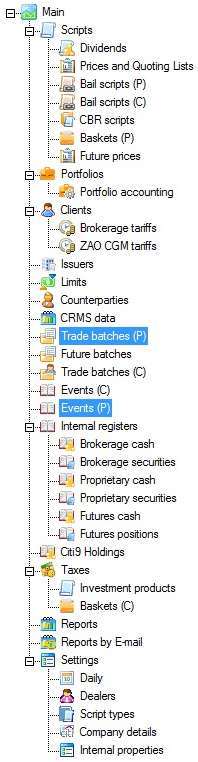 Main
Scripts
Dividends
Prices and Quoting Lists
Bail scripts (P)
Bail scripts (C)
CBR scripts
Baskets (P)
Future prices
Portfolios
Portfolio accounting
Clients
Brokerage tariffs
ZAO CGM tariffs
Issuers
Limits
Counterparties
CRMS data
Trade batches (P)
Future batches
Trade batches (C)
Events (C)
Events (P)
Internal registers
Brokerage cash
Brokerage securities
Proprietary cash
Proprietary securities
Futures cash
Futures positions
Citi9 Holdings
Taxes
Investment products
Baskets (C)
Reports
Reports by E-mail
Settings
Daily
Dealers
Script types
Company details
Internal properties